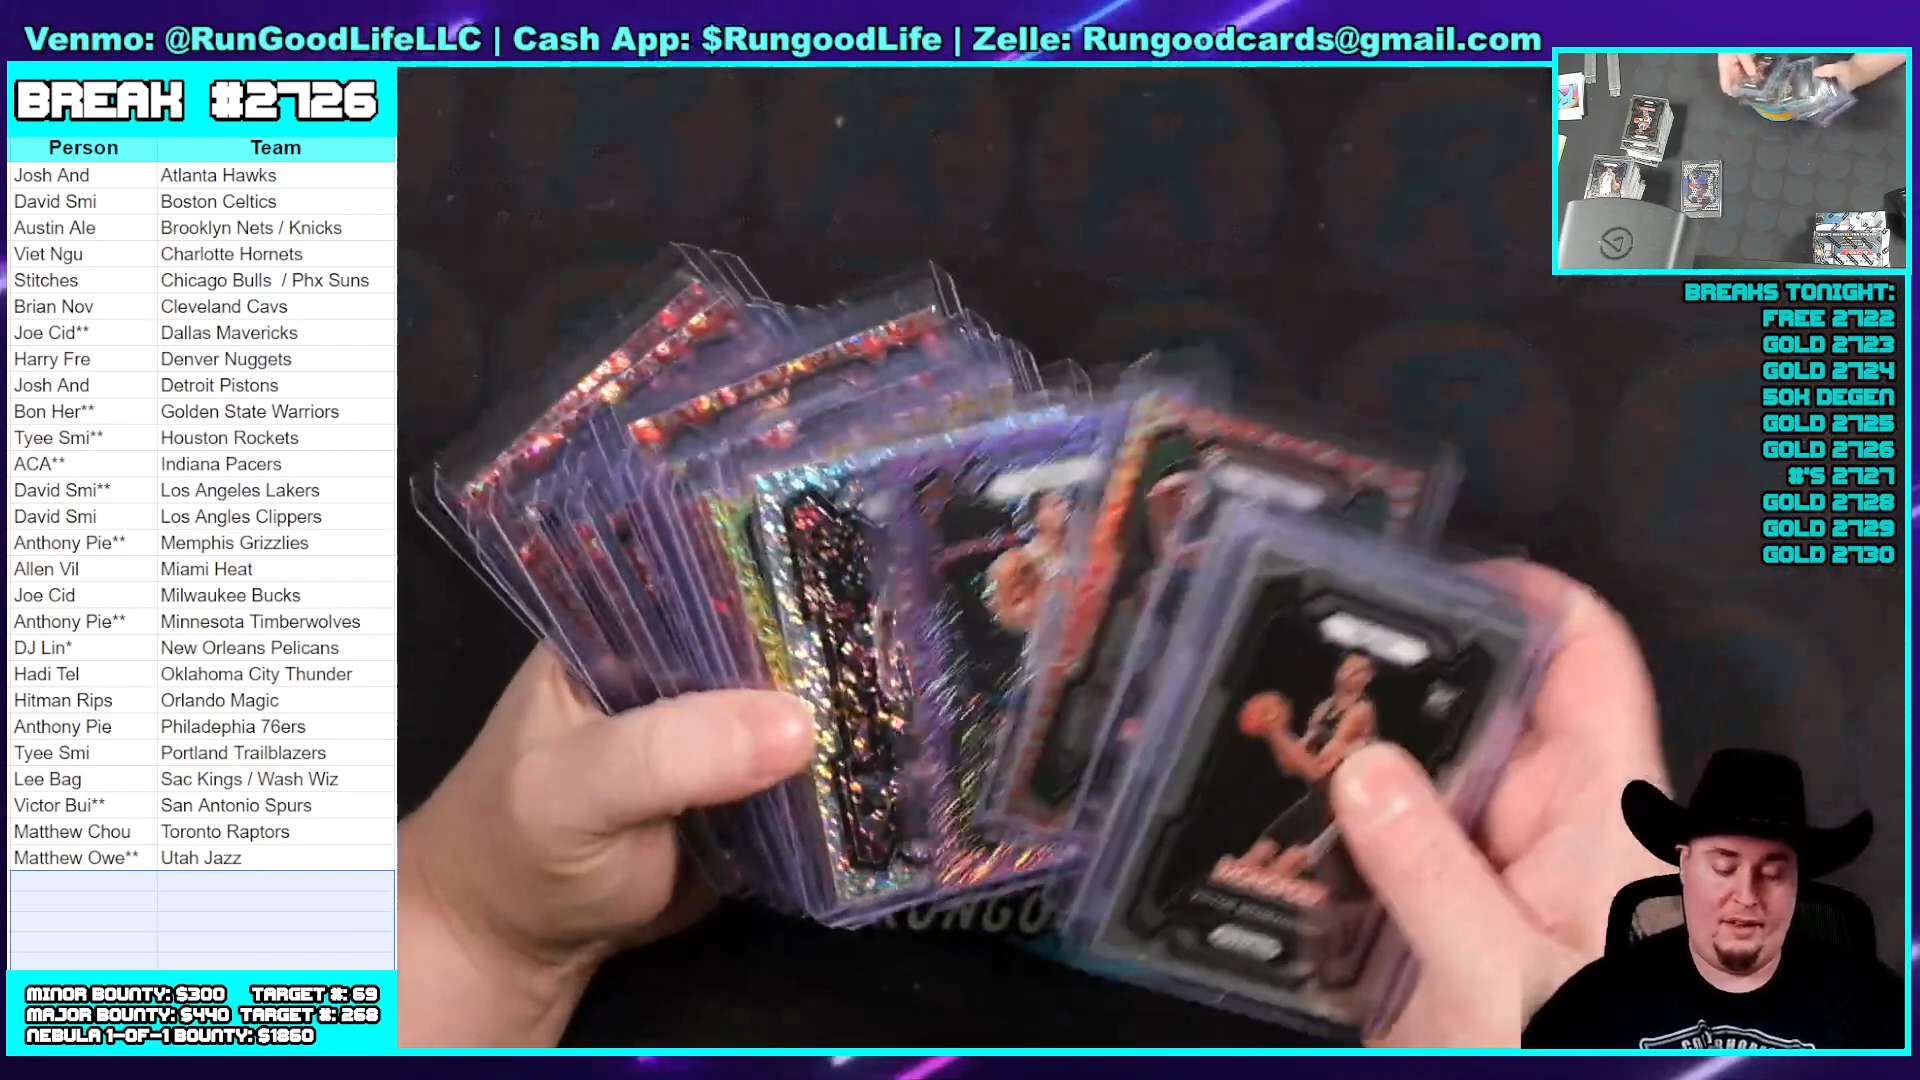 Venmo: @RunGoodLifeLLC | Cash App: $RungoodLife | Zelle: Rungoodcards@gmail.com
BREAK #2726
Person Team
Josh And Atlanta Hawks
David Smi Boston Celtics
Austin Ale Brooklyn Nets / Knicks
Viet Ngu Charlotte Hornets
Stitches Chicago Bulls / Phx Suns
Brian Nov Cleveland Cavs
Joe Cid** Dallas Mavericks
Harry Fre Denver Nuggets
Josh And Detroit Pistons
Bon Her** Golden State Warriors
Tyee Smi** Houston Rockets
ACA** Indiana Pacers
David Smi** Los Angeles Lakers
David Smi Los Angles Clippers
Anthony Pie** Memphis Grizzlies
Allen Vil Miami Heat
Joe Cid Milwaukee Bucks
Anthony Pie** Minnesota Timberwolves
DJ Lin* New Orleans Pelicans
Hadi Tel Oklahoma City Thunder
Hitman Rips Orlando Magic
Anthony Pie Philadephia 76ers
Tyee Smi Portland Trailblazers
Lee Bag Sac Kings / Wash Wiz
Victor Bui** San Antonio Spurs
Matthew Chou Toronto Raptors
Matthew Owe** Utah Jazz
MINOR BOUNTY: $300 TARGET #: 69
MAJOR BOUNTY: $440 TARGET #: 268
NEBULA 1-OF-1 BOUNTY: $1860
BREAKS TONIGHT:
FREE 2722
GOLD 2723
GOLD 2724
50K DEGEN
GOLD 2725
GOLD 2726
#'S 2727
GOLD 2728
GOLD 2729
GOLD 2730